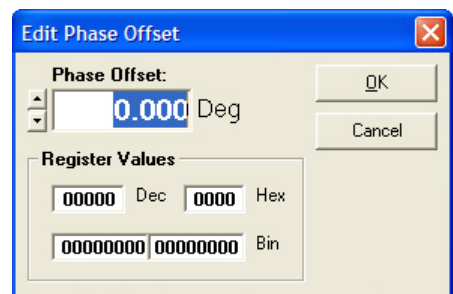 Edit Phase Offset
Phase Offset:
0.000 Deg
OK
Cancel
Register Values
00000 Dec 0000 Hex
00000000 00000000 Bin